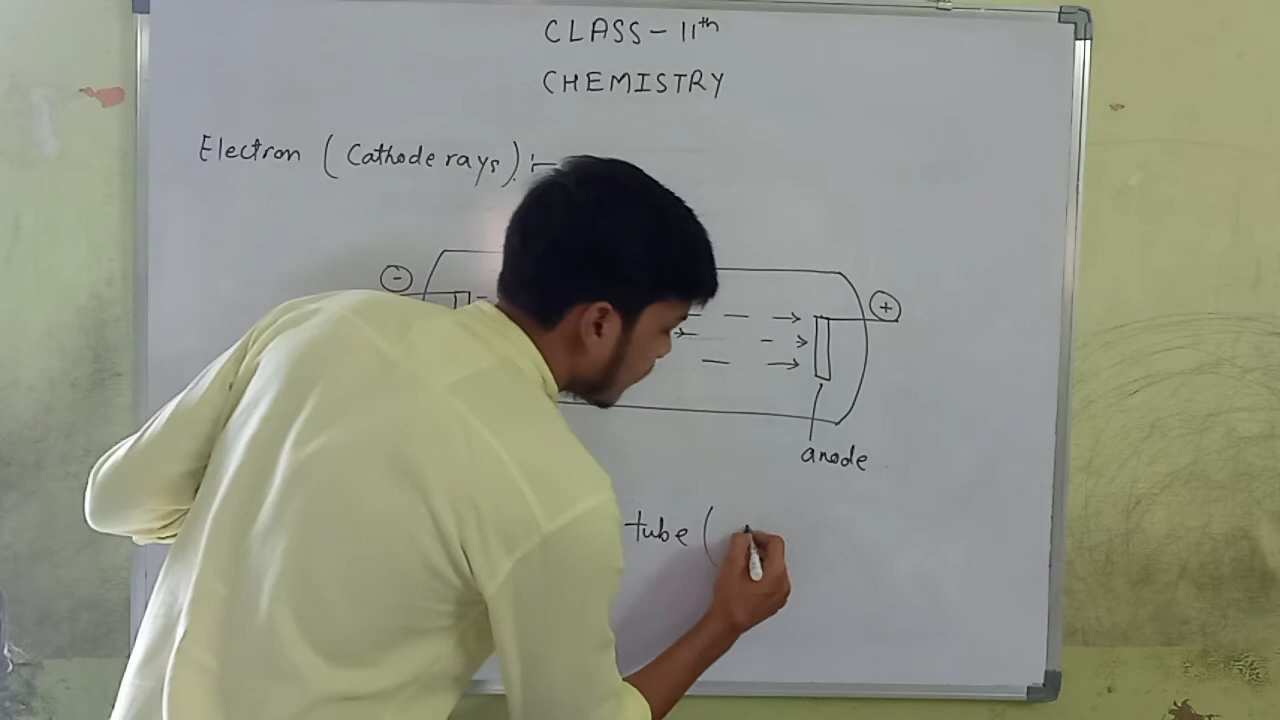 CLASS - 11th
CHEMISTRY
Electron (Cathode rays) :-
-
+
anode
tube (